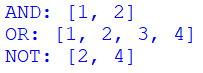 AND: [1, 2]
OR: [1, 2, 3, 4]
NOT: [2, 4]